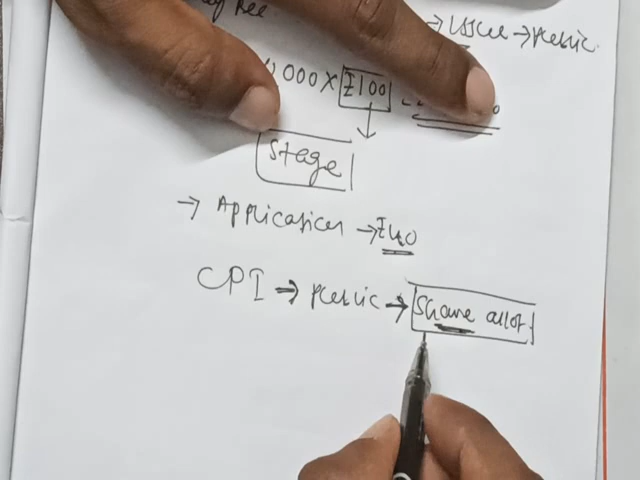 → Issue → Public
000 X ₹100
Stage
→ Application → ₹40
CPI → Public → Share allot